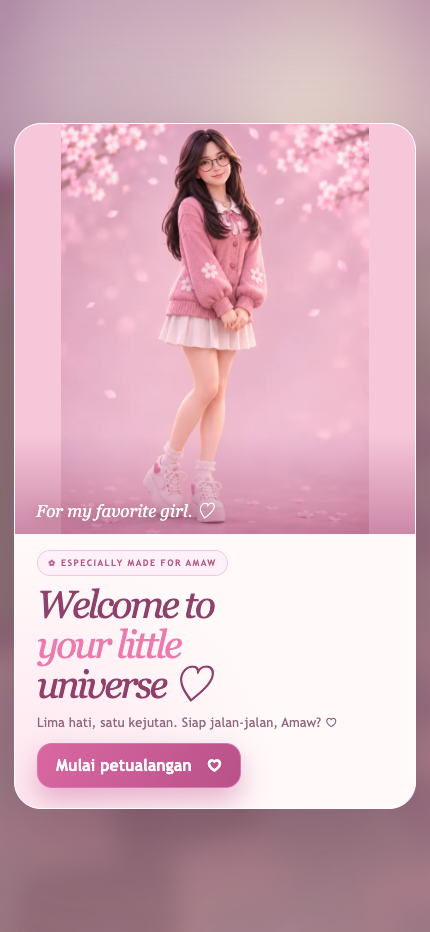 For my favorite girl. ♡
✿ ESPECIALLY MADE FOR AMAW
Welcome to
your little
universe ♡
Lima hati, satu kejutan. Siap jalan-jalan, Amaw? ♡
Mulai petualangan ♥